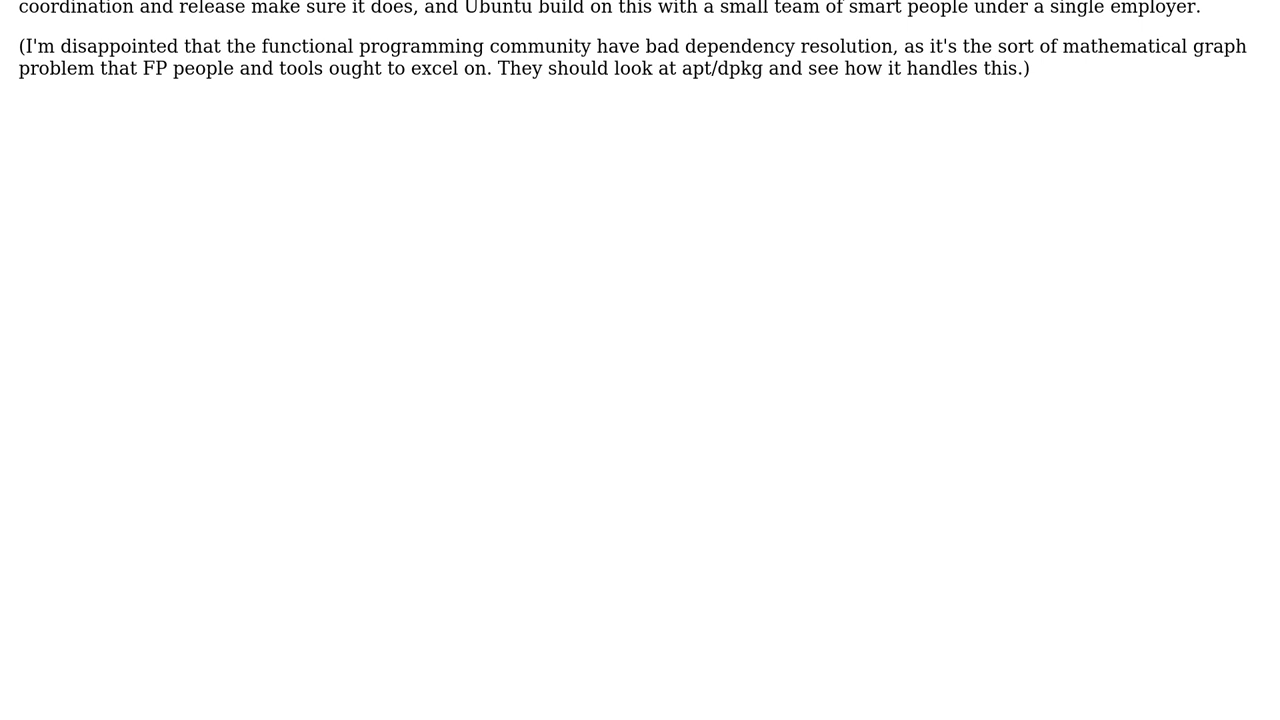 coordination and release make sure it does, and Ubuntu build on this with a small team of smart people under a single employer.
(I'm disappointed that the functional programming community have bad dependency resolution, as it's the sort of mathematical graph
problem that FP people and tools ought to excel on. They should look at apt/dpkg and see how it handles this.)